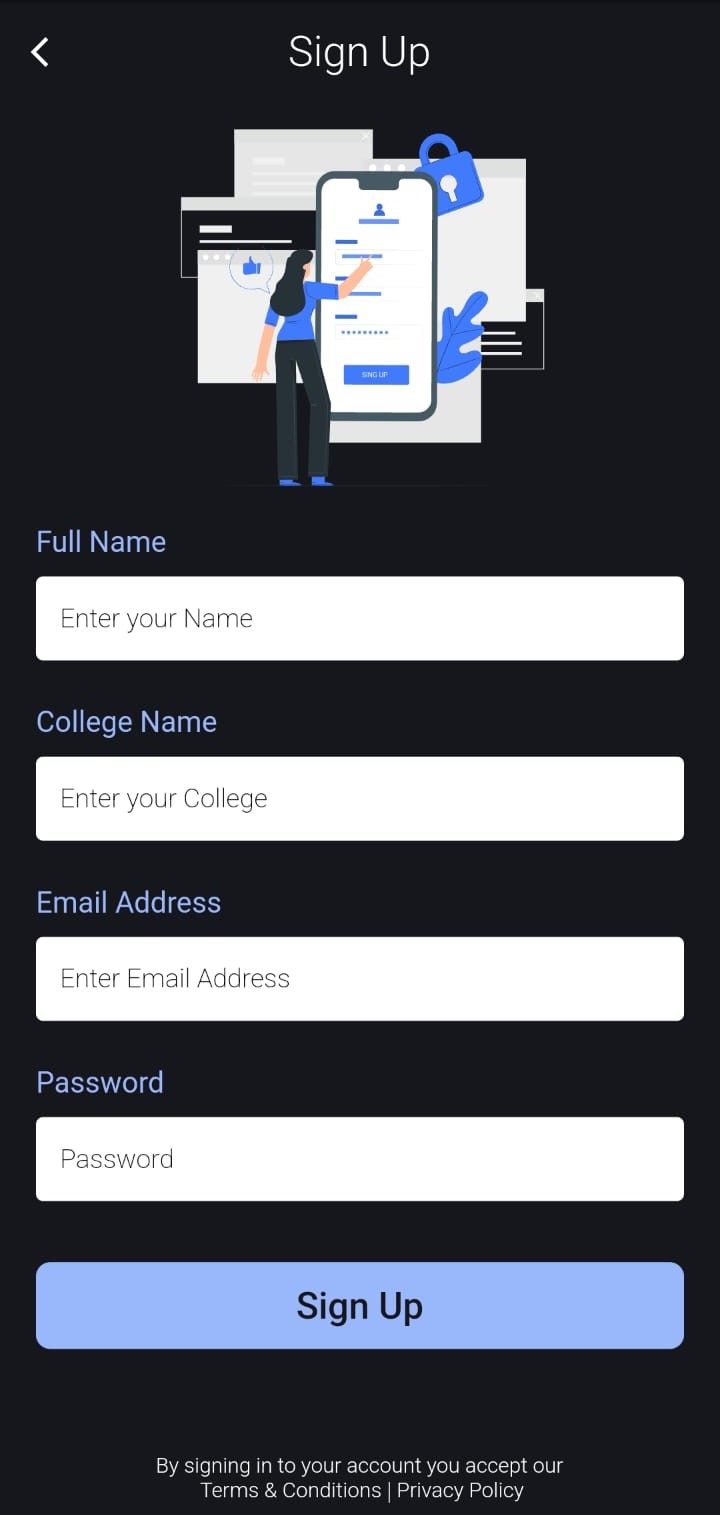 Sign Up
SING UP
Full Name
Enter your Name
College Name
Enter your College
Email Address
Enter Email Address
Password
Password
Sign Up
By signing in to your account you accept our
Terms & Conditions | Privacy Policy